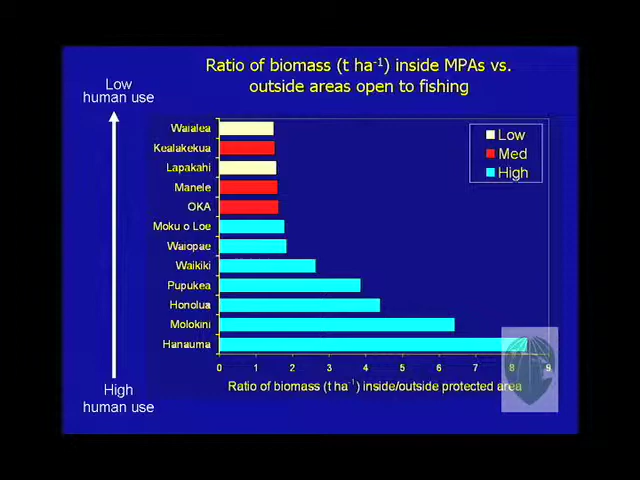 Ratio of biomass (t ha-1) inside MPAs vs.
outside areas open to fishing
Low
human use
Waialea
Kealakekua
Lapakahi
Manele
OKA
Moku o Loe
Waiopae
Waikiki
Pupukea
Honolua
Molokini
Hanauma
Low
Med
High
0 1 2 3 4 5 6 7 8 9
Ratio of biomass (t ha-1) inside/outside protected area
High
human use